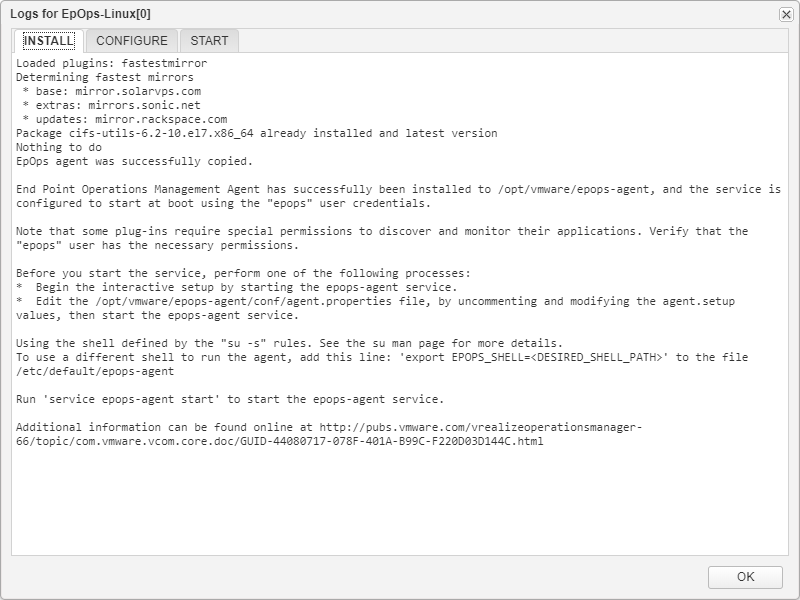 Logs for EpOps-Linux[0]
INSTALL CONFIGURE START
Loaded plugins: fastestmirror
Determining fastest mirrors
* base: mirror.solarvps.com
* extras: mirrors.sonic.net
* updates: mirror.rackspace.com
Package cifs-utils-6.2-10.el7.x86_64 already installed and latest version
Nothing to do
EpOps agent was successfully copied.
End Point Operations Management Agent has successfully been installed to /opt/vmware/epops-agent, and the service is
configured to start at boot using the "epops" user credentials.
Note that some plug-ins require special permissions to discover and monitor their applications. Verify that the
"epops" user has the necessary permissions.
Before you start the service, perform one of the following processes:
*  Begin the interactive setup by starting the epops-agent service.
*  Edit the /opt/vmware/epops-agent/conf/agent.properties file, by uncommenting and modifying the agent.setup
values, then start the epops-agent service.
Using the shell defined by the "su -s" rules. See the su man page for more details.
To use a different shell to run the agent, add this line: 'export EPOPS_SHELL=<DESIRED_SHELL_PATH>' to the file
/etc/default/epops-agent
Run 'service epops-agent start' to start the epops-agent service.
Additional information can be found online at http://pubs.vmware.com/vrealizeoperationsmanager-
66/topic/com.vmware.vcom.core.doc/GUID-44080717-078F-401A-B99C-F220D03D144C.html
OK